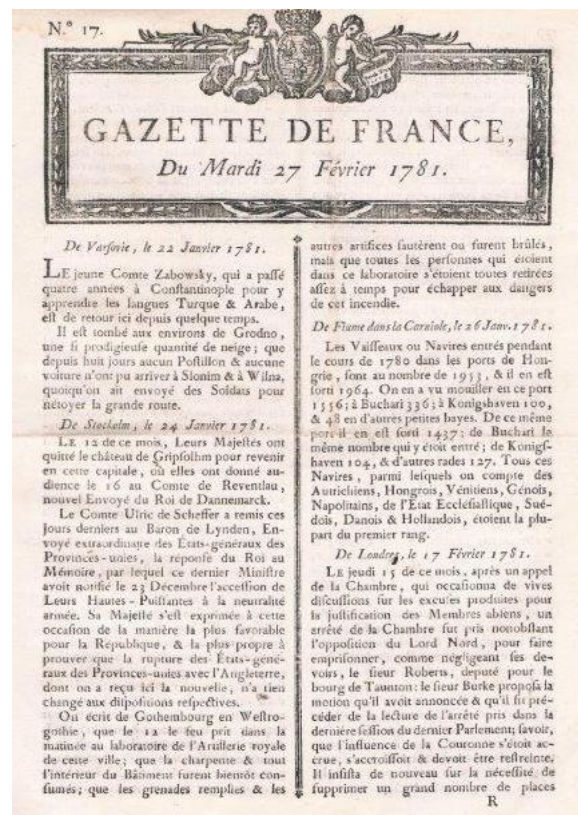 N.º 17.
GAZETTE DE FRANCE,
Du Mardi 27 Février 1781.
De Varsovie, le 22 Janvier 1781.
LE jeune Comte Zabowsky, qui a passé
quatre années à Constantinople pour y
apprendre les langues Turque & Arabe,
est de retour ici depuis quelque temps.
Il est tombé aux environs de Grodno,
une si prodigieuse quantité de neige; que
depuis huit jours aucun Postillon & aucune
voiture n'ont pu arriver à Slonim & à Wilna,
quoiqu'on ait envoyé des Soldats pour
nétoyer la grande route.
De Stockolm, le 24 Janvier 1781.
LE 12 de ce mois, Leurs Majestés ont
quitté le château de Gripsolhm pour revenir
en cette capitale, où elles ont donné au-
dience le 16 au Comte de Reventlau,
nouvel Envoyé du Roi de Dannemarck.
Le Comte Ulric de Scheffer a remis ces
jours derniers au Baron de Lynden, En-
voyé extraordinaire des États-généraux des
Provinces-unies, la réponse du Roi au
Mémoire, par lequel ce dernier Ministre
avoit notifié le 23 Décembre l'accession de
Leurs Hautes-Puissantes à la neutralité
armée. Sa Majesté s'est exprimée à cette
occasion de la manière la plus favorable
pour la République, & la plus propre à
prouver que la rupture des États-géné-
raux des Provinces-unies avec l'Angleterre,
dont on a reçu ici la nouvelle, n'a rien
changé aux dispositions respectives.
On écrit de Gothembourg en Westro-
gothie, que le 12 le feu prit dans la
matinée au laboratoire de l'Artillerie royale
de cette ville; que la charpente & tout
l'intérieur du Bâtiment furent bientôt con-
sumés; que les grenades remplies & les
autres artifices sautèrent ou furent brûlés,
mais que toutes les personnes qui étoient
dans ce laboratoire s'étoient toutes retirées
assez à temps pour échapper aux dangers
de cet incendie.
De Fiume dans la Carniole, le 26 Janv. 1781.
Les Vaisseaux ou Navires entrés pendant
le cours de 1780 dans les ports de Hon-
grie, sont au nombre de 1953, & il en est
sorti 1964. On en a vu mouiller en ce port
1556; à Buchari 336; à Konigshaven 100,
& 48 en d'autres petites bayes. De ce même
port il en est sorti 1437; de Buchari le
même nombre qui y étoit entré; de Konigs-
haven 104, & d'autres rades 127. Tous ces
Navires, parmi lesquels on compte des
Autrichiens, Hongrois, Vénitiens, Génois,
Napolitains, de l'Etat Ecclésiastique, Sué-
dois, Danois & Hollandois, étoient la plu-
part du premier rang.
De Londres, le 17 Février 1781.
LE jeudi 15 de ce mois, après un appel
de la Chambre, qui occasionna de vives
discussions sur les excuses produites pour
la justification des Membres absens, un
arrêté de la Chambre fut pris nonobstant
l'opposition du Lord Nord, pour faire
emprisonner, comme négligeant ses de-
voirs, le sieur Roberts, député pour le
bourg de Taunton: le sieur Burke proposa la
motion qu'il avoit annoncée & qu'il fit pré-
céder de la lecture de l'arrêté pris dans la
dernière session du dernier Parlement; savoir,
que l'influence de la Couronne s'étoit ac-
crue, s'accroissoit & devoit être restreinte.
Il insista de nouveau sur la nécessité de
supprimer un grand nombre de places
R